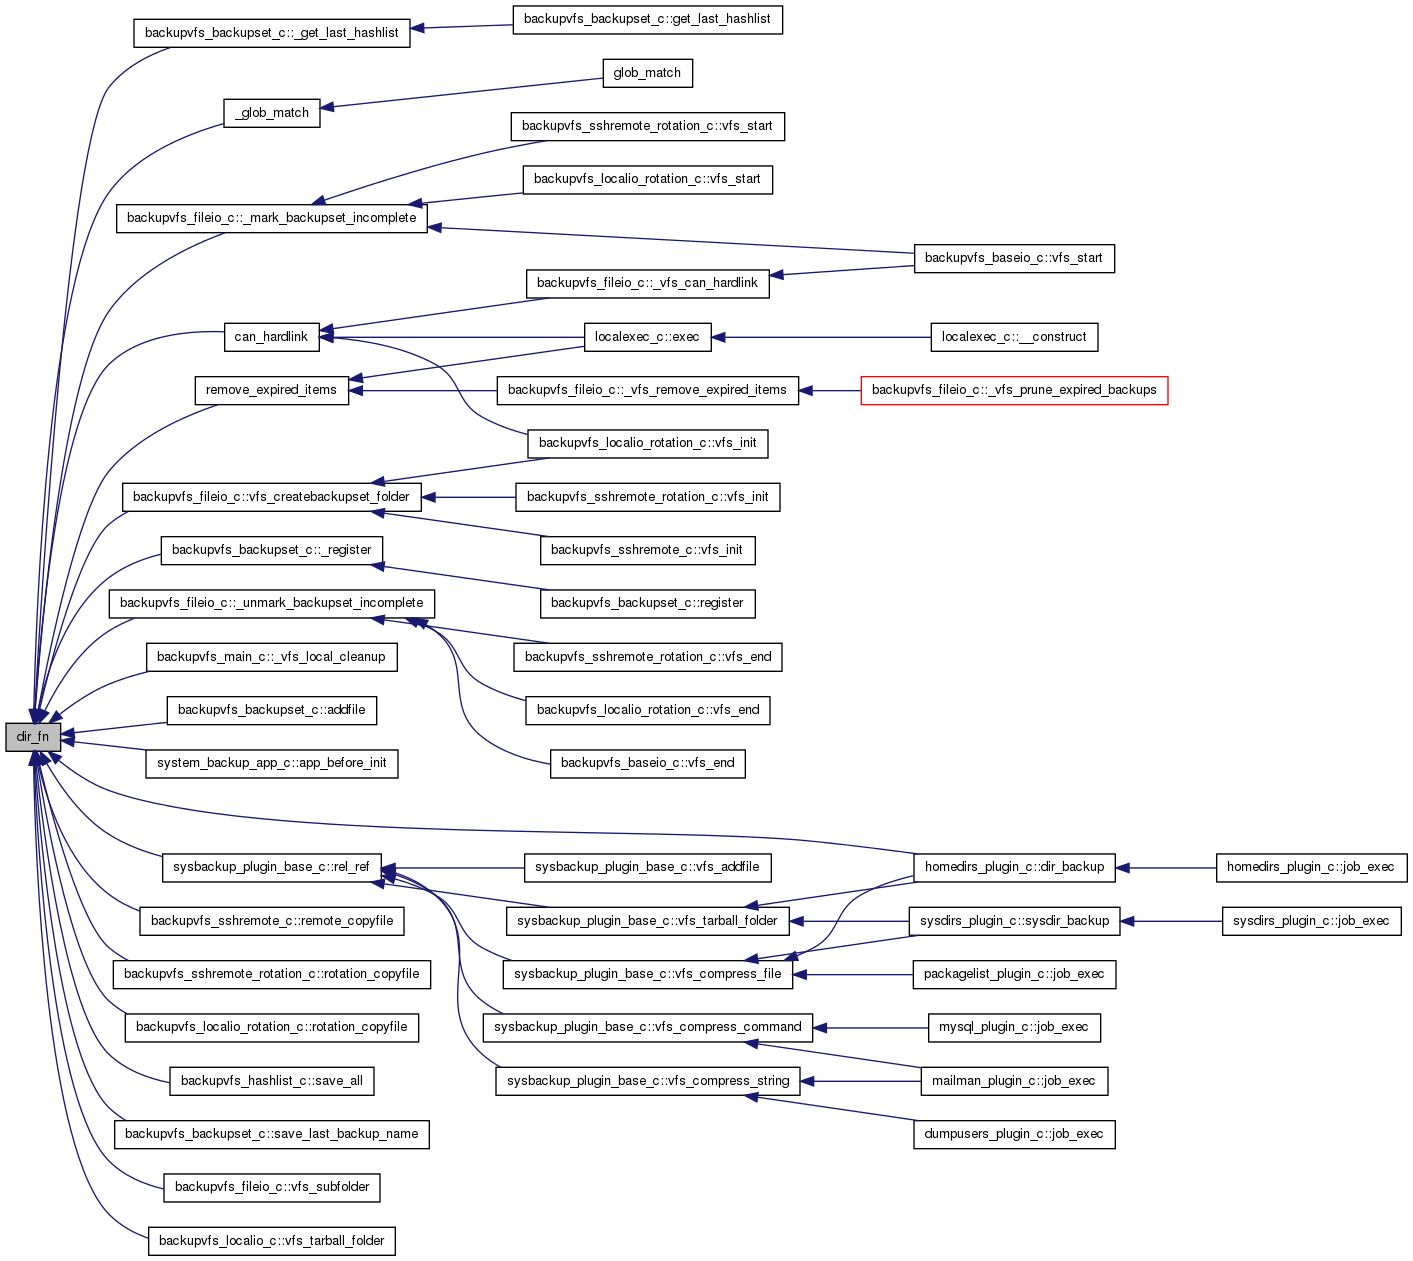 backupvfs_backupset_c::get_last_hashlist
backupvfs_backupset_c::_get_last_hashlist
glob_match
_glob_match
backupvfs_sshremote_rotation_c::vfs_start
backupvfs_localio_rotation_c::vfs_start
backupvfs_fileio_c::_mark_backupset_incomplete
backupvfs_baseio_c::vfs_start
backupvfs_fileio_c::_vfs_can_hardlink
can_hardlink
localexec_c::exec
localexec_c::__construct
remove_expired_items
backupvfs_fileio_c::_vfs_remove_expired_items
backupvfs_fileio_c::_vfs_prune_expired_backups
backupvfs_localio_rotation_c::vfs_init
backupvfs_fileio_c::vfs_createbackupset_folder
backupvfs_sshremote_rotation_c::vfs_init
backupvfs_backupset_c::_register
backupvfs_sshremote_c::vfs_init
backupvfs_fileio_c::_unmark_backupset_incomplete
backupvfs_backupset_c::register
backupvfs_main_c::_vfs_local_cleanup
backupvfs_sshremote_rotation_c::vfs_end
backupvfs_backupset_c::addfile
backupvfs_localio_rotation_c::vfs_end
dir_fn
system_backup_app_c::app_before_init
backupvfs_baseio_c::vfs_end
sysbackup_plugin_base_c::rel_ref
sysbackup_plugin_base_c::vfs_addfile
homedirs_plugin_c::dir_backup
homedirs_plugin_c::job_exec
backupvfs_sshremote_c::remote_copyfile
sysbackup_plugin_base_c::vfs_tarball_folder
sysdirs_plugin_c::sysdir_backup
sysdirs_plugin_c::job_exec
backupvfs_sshremote_rotation_c::rotation_copyfile
sysbackup_plugin_base_c::vfs_compress_file
packagelist_plugin_c::job_exec
backupvfs_localio_rotation_c::rotation_copyfile
sysbackup_plugin_base_c::vfs_compress_command
mysql_plugin_c::job_exec
backupvfs_hashlist_c::save_all
sysbackup_plugin_base_c::vfs_compress_string
mailman_plugin_c::job_exec
backupvfs_backupset_c::save_last_backup_name
dumpusers_plugin_c::job_exec
backupvfs_fileio_c::vfs_subfolder
backupvfs_localio_c::vfs_tarball_folder